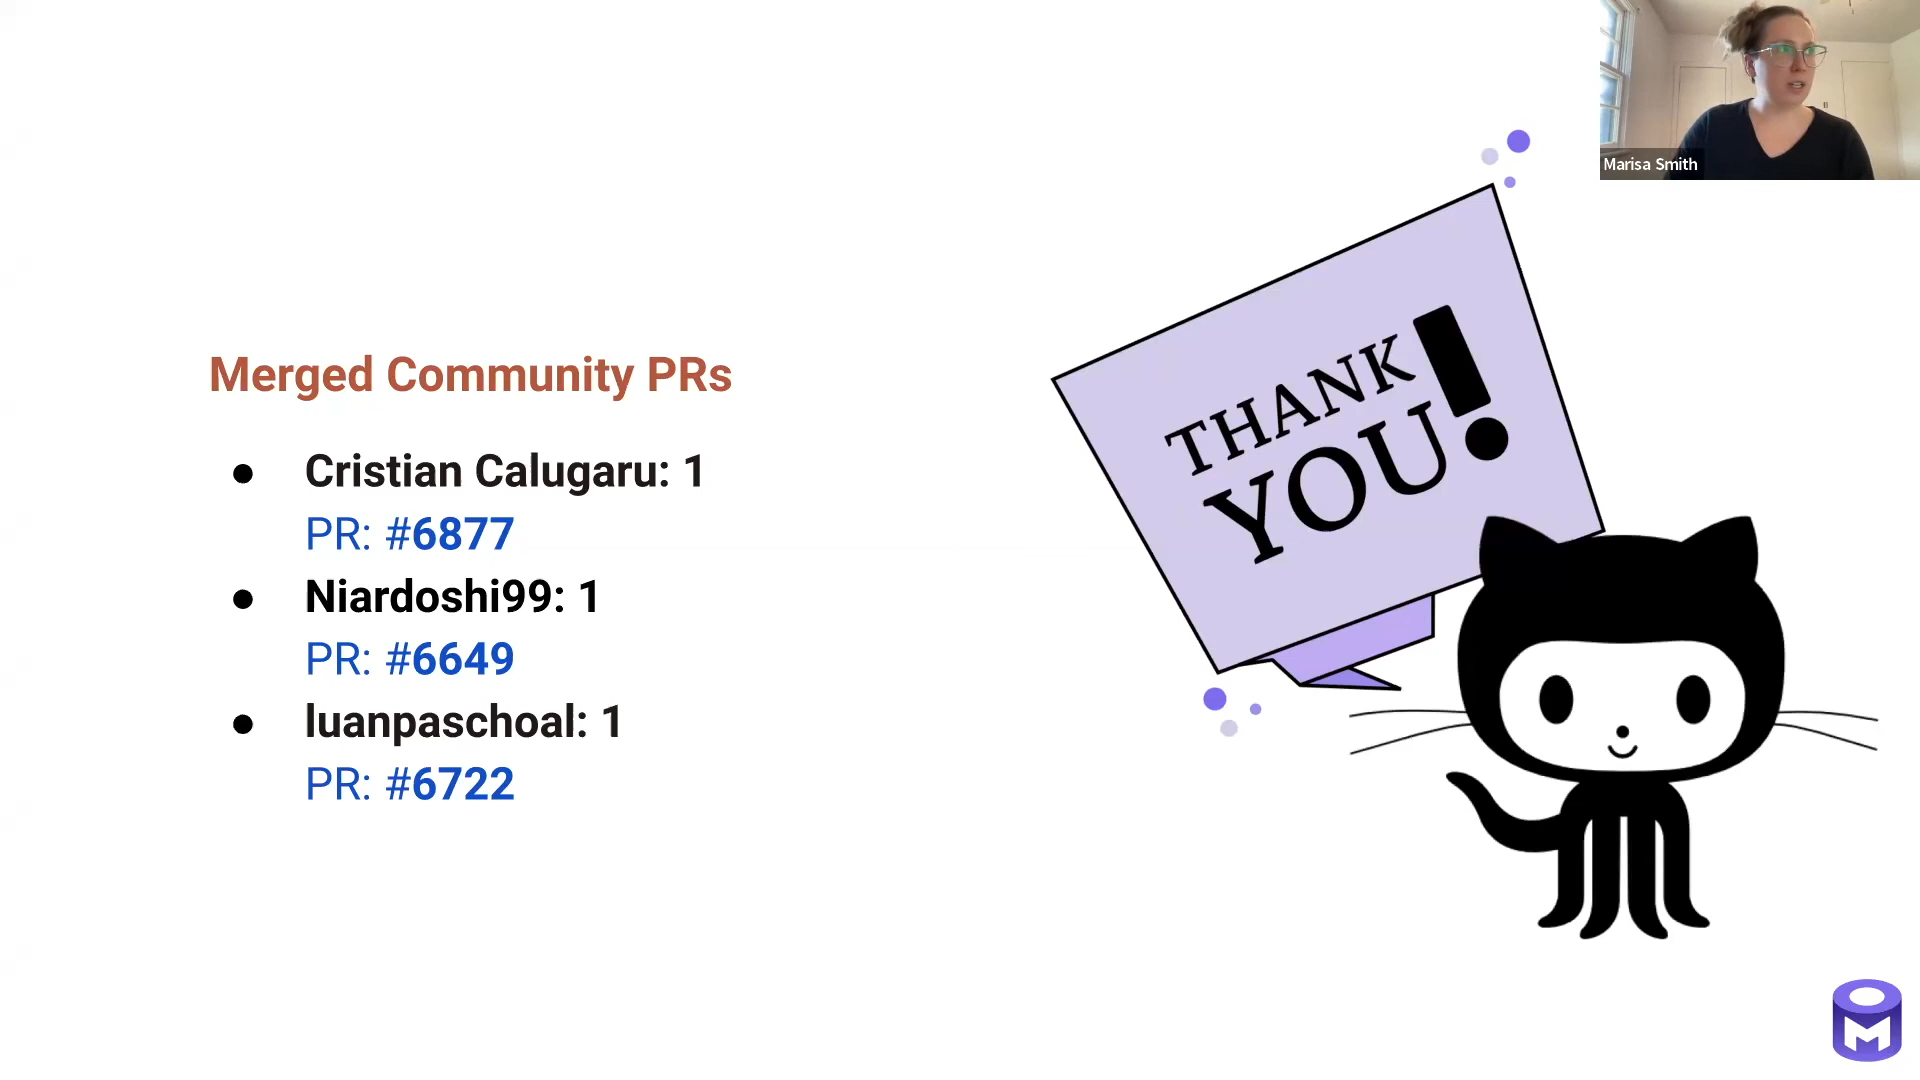 Marisa Smith
THANK
YOU!
Merged Community PRs
● Cristian Calugaru: 1
PR: #6877
● Niardoshi99: 1
PR: #6649
● luanpaschoal: 1
PR: #6722
M